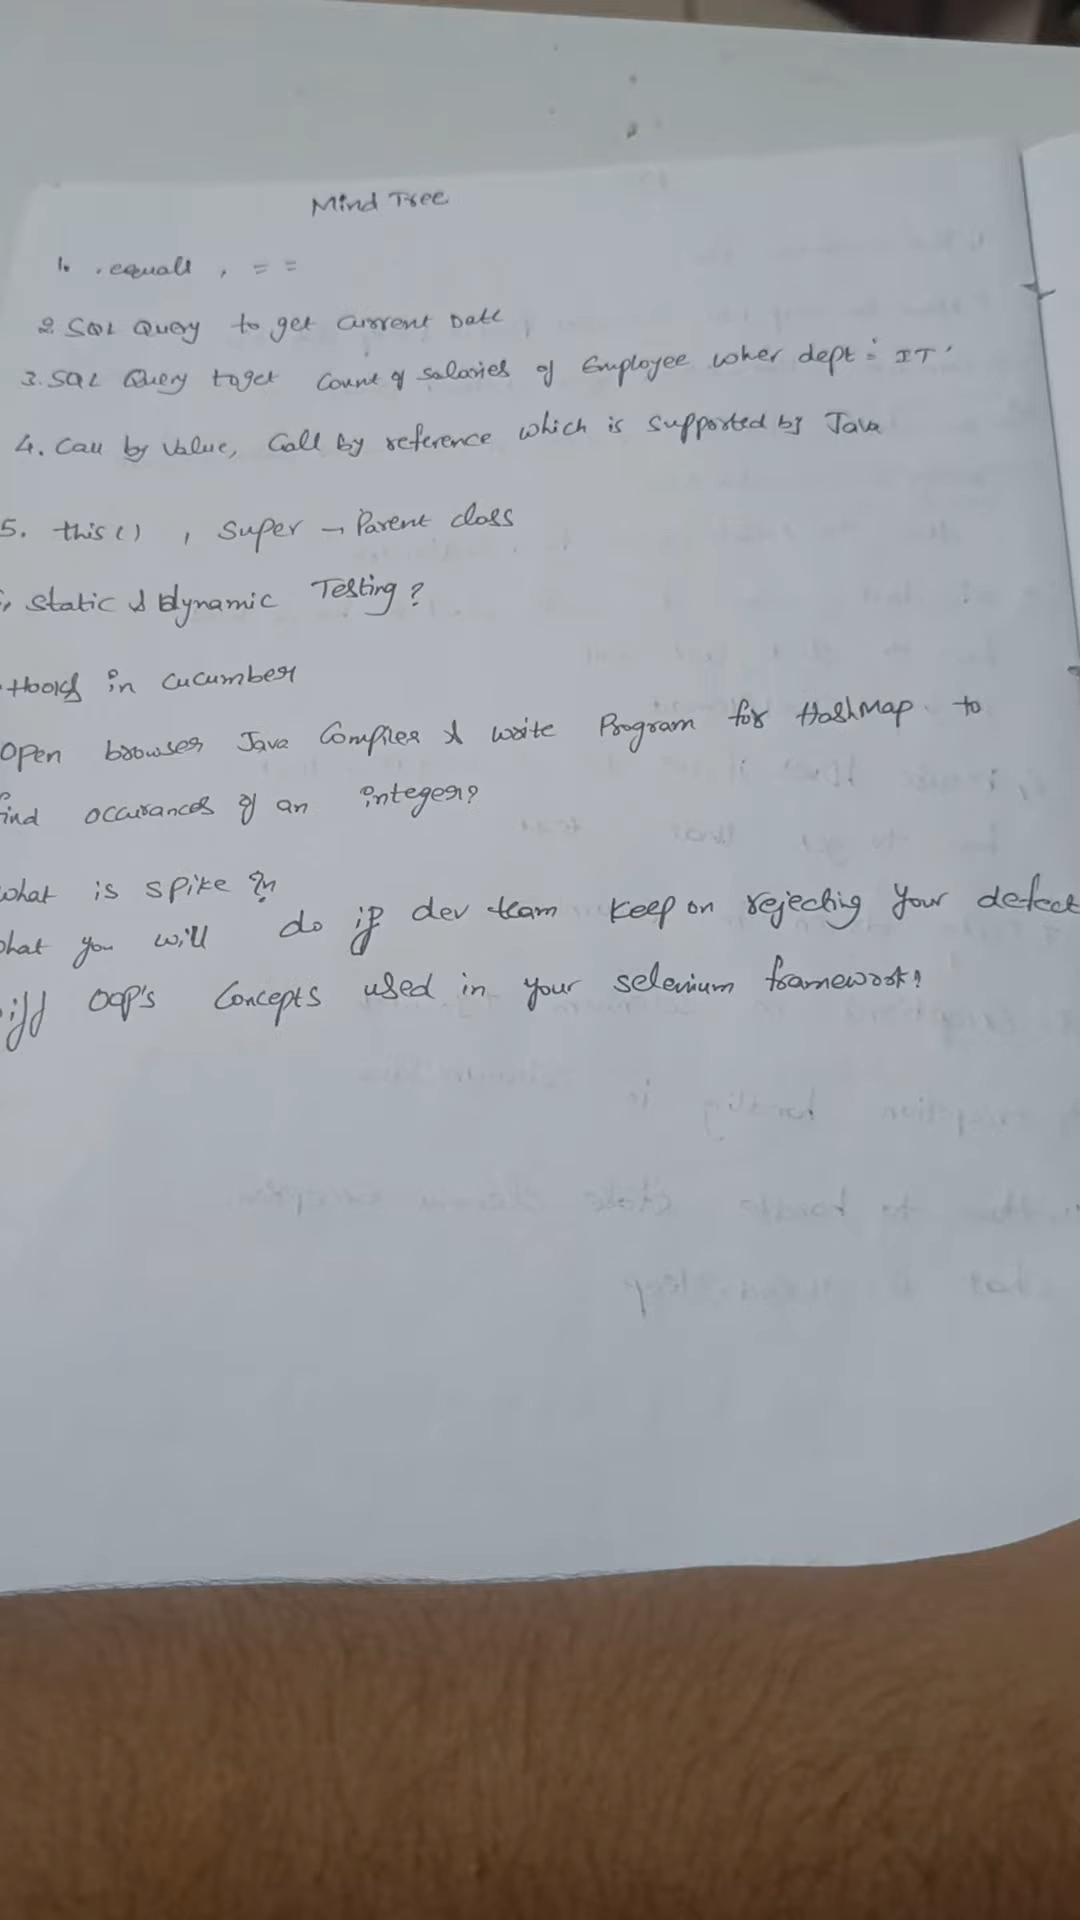 Mind Tree
1. .equals , = =
2. SQL Query to get Current Date
3. SQL Query to get Count of Salaries of Employee wher dept = IT'
4. Call by Value, Call by reference which is supported by Java
5. this() , Super → Parent class
Static & Dynamic Testing?
Hooks in Cucumber
Open browser Java Compiler & write Program for HashMap to
find occurances of an integer?
what is spike in
what you will do if dev team keep on rejecting your defect
diff OOP's Concepts used in your selenium framework?